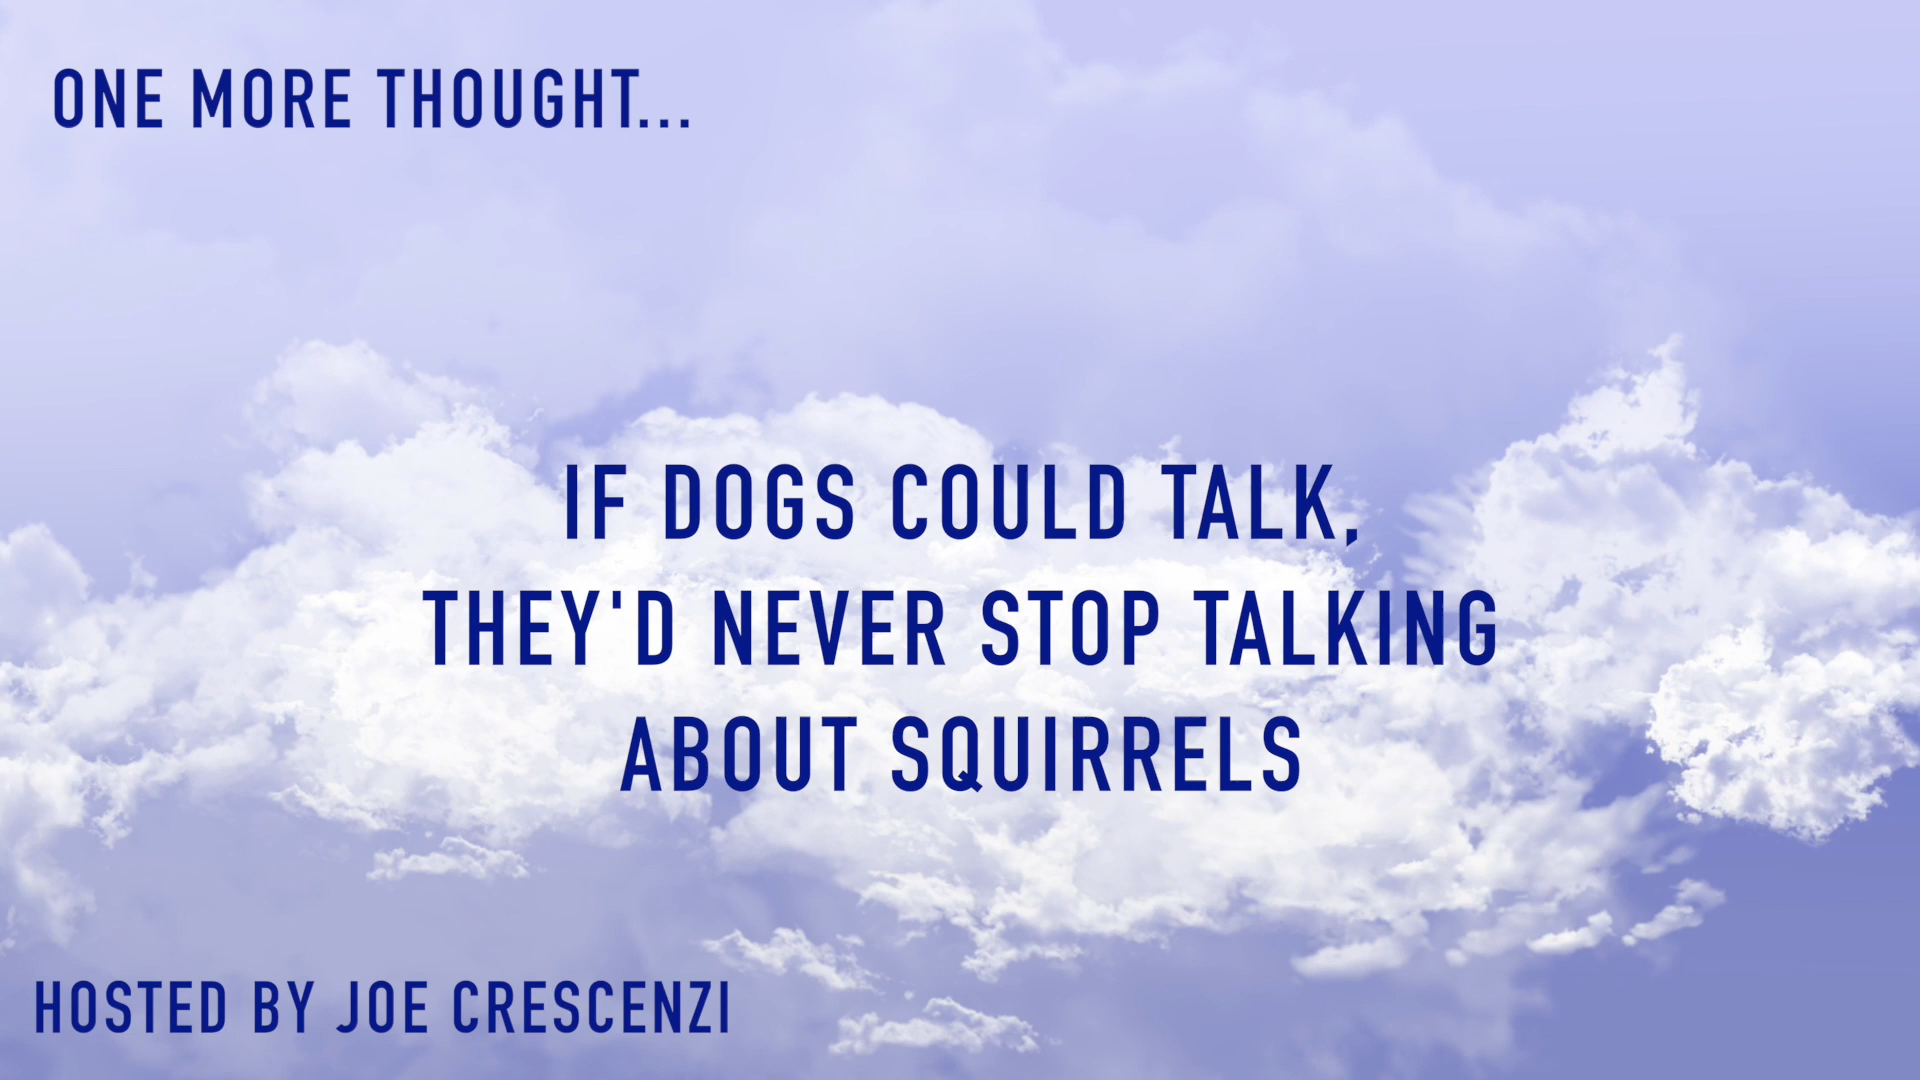 ONE MORE THOUGHT...
IF DOGS COULD TALK,
THEY'D NEVER STOP TALKING
ABOUT SQUIRRELS
HOSTED BY JOE CRESCENZI